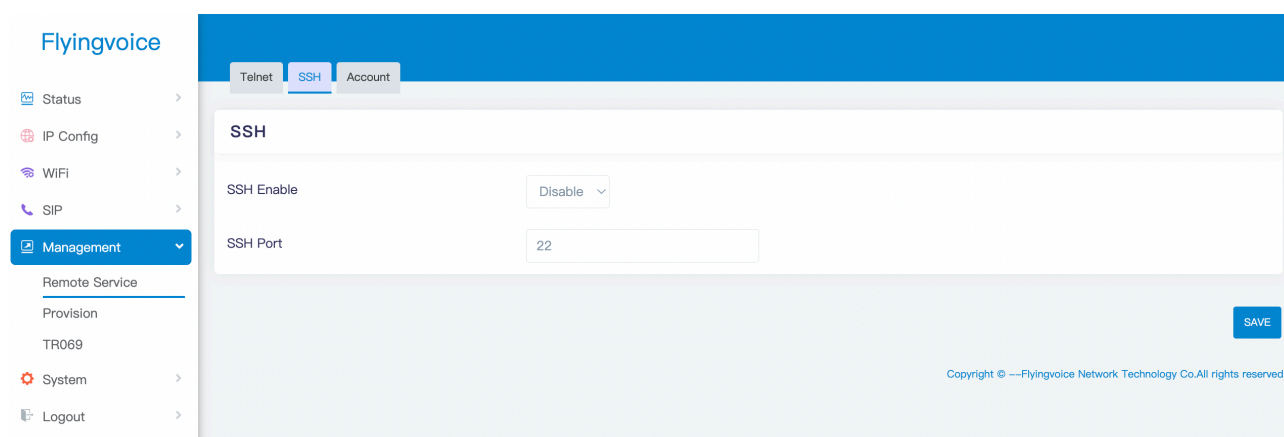 Flyingvoice
Status
IP Config
WiFi
SIP
Management
Remote Service
Provision
TR069
System
Logout
Telnet SSH Account
SSH
SSH Enable Disable
SSH Port 22
SAVE
Copyright © --Flyingvoice Network Technology Co.All rights reserved